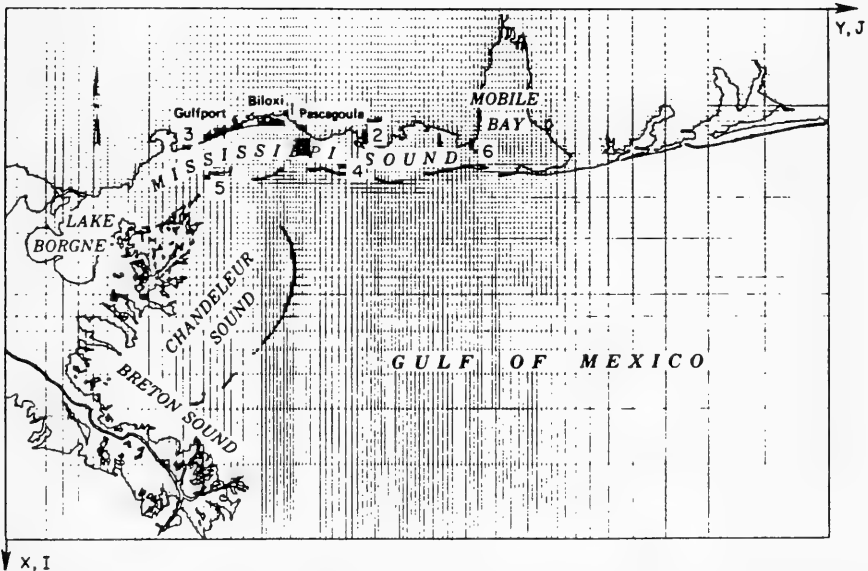 Y, J
MOBILE
BAY
Gulfport
Biloxi
Pascagoula
3
2
6
MISSISSIPPI SOUND
4
5
LAKE
BORGNE
CHANDELEUR
SOUND
GULF OF MEXICO
BRETON SOUND
X, I